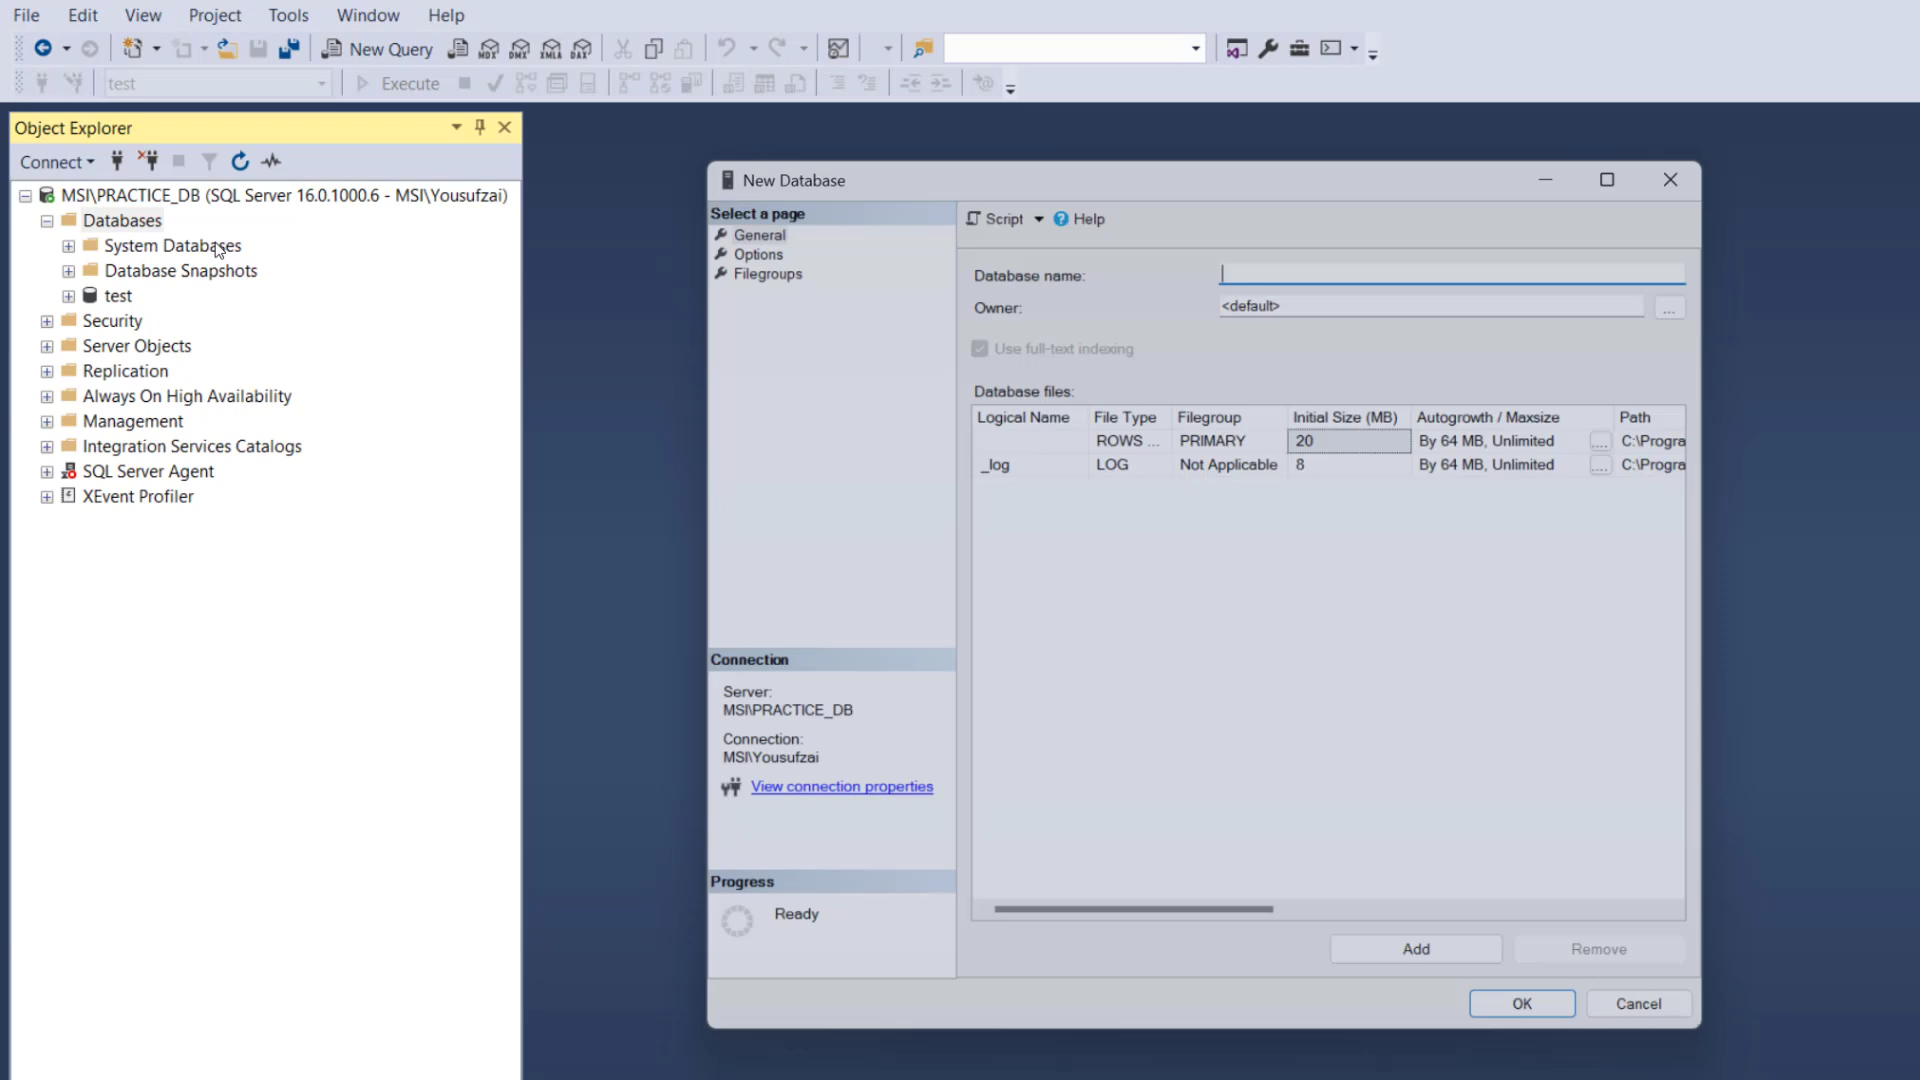 File Edit View Project Tools Window Help
New Query MDX DMX XMLA DAX
test Execute
Object Explorer
Connect
MSI\PRACTICE_DB (SQL Server 16.0.1000.6 - MSI\Yousufzai)
Databases
System Databases
Database Snapshots
test
Security
Server Objects
Replication
Always On High Availability
Management
Integration Services Catalogs
SQL Server Agent
XEvent Profiler
New Database
Select a page
General
Options
Filegroups
Connection
Server:
MSI\PRACTICE_DB
Connection:
MSI\Yousufzai
View connection properties
Progress
Ready
Script Help
Database name:
Owner: <default> ...
Use full-text indexing
Database files:
Logical Name File Type Filegroup Initial Size (MB) Autogrowth / Maxsize Path
ROWS ... PRIMARY 20 By 64 MB, Unlimited ... C:\Progra
_log LOG Not Applicable 8 By 64 MB, Unlimited ... C:\Progra
Add Remove
OK Cancel